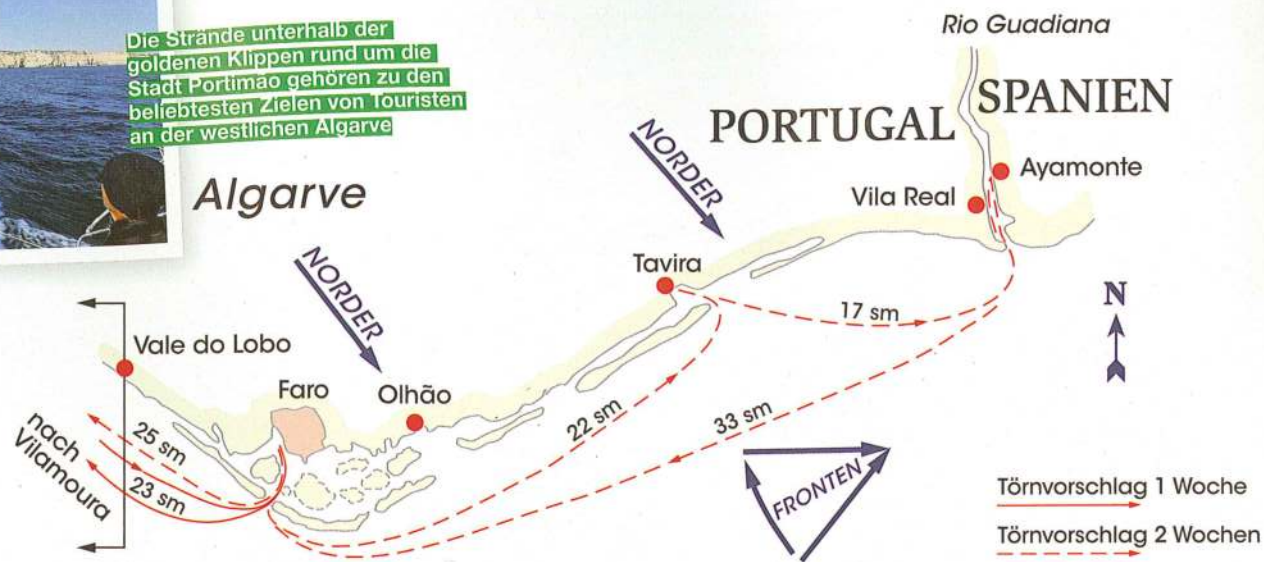 Die Strände unterhalb der
goldenen Klippen rund um die
Stadt Portimão gehören zu den
beliebtesten Zielen von Touristen
an der westlichen Algarve
Algarve
Rio Guadiana
PORTUGAL
SPANIEN
NORDER
Ayamonte
Vila Real
Tavira
NORDER
17 sm
N
Vale do Lobo
Faro
Olhão
22 sm
33 sm
25 sm
nach
Vilamoura
23 sm
FRONTEN
Törnvorschlag 1 Woche
Törnvorschlag 2 Wochen